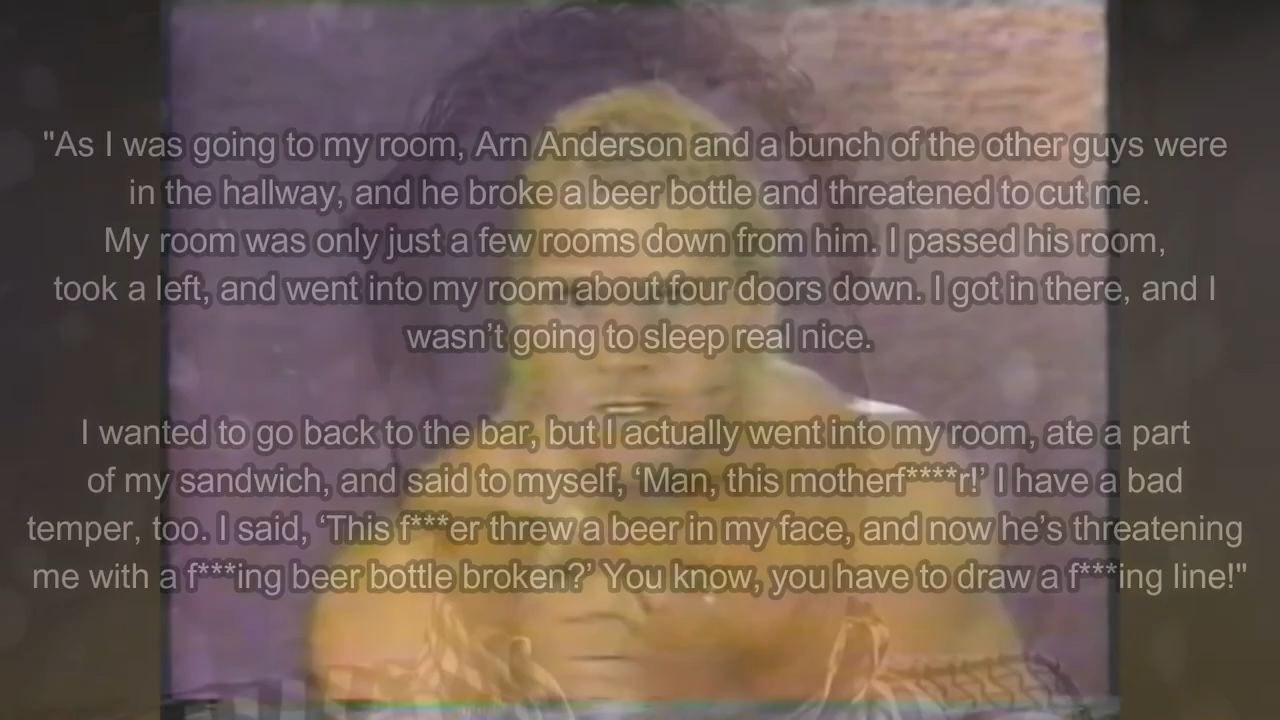 "As I was going to my room, Arn Anderson and a bunch of the other guys were
in the hallway, and he broke a beer bottle and threatened to cut me.
My room was only just a few rooms down from him. I passed his room,
took a left, and went into my room about four doors down. I got in there, and I
wasn’t going to sleep real nice.
I wanted to go back to the bar, but I actually went into my room, ate a part
of my sandwich, and said to myself, ‘Man, this motherf****r!’ I have a bad
temper, too. I said, ‘This f***er threw a beer in my face, and now he’s threatening
me with a f***ing beer bottle broken?’ You know, you have to draw a f***ing line!"